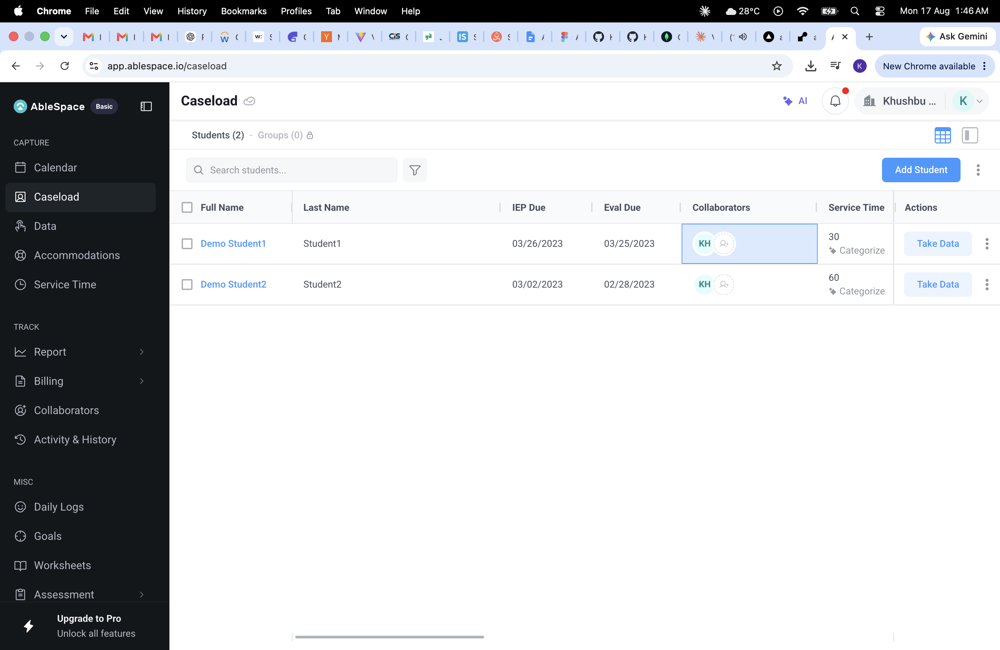 Chrome File Edit View History Bookmarks Profiles Tab Window Help 28°C Mon 17 Aug 1:46 AM
Ask Gemini
app.ablespace.io/caseload K New Chrome available
AbleSpace Basic
Caseload AI Khushbu ... K
Students (2) - Groups (0)
Search students... Add Student
Full Name Last Name IEP Due Eval Due Collaborators Service Time Actions
Demo Student1 Student1 03/26/2023 03/25/2023 KH 30 Categorize Take Data
Demo Student2 Student2 03/02/2023 02/28/2023 KH 60 Categorize Take Data
CAPTURE
Calendar
Caseload
Data
Accommodations
Service Time
TRACK
Report
Billing
Collaborators
Activity & History
MISC
Daily Logs
Goals
Worksheets
Assessment
Upgrade to Pro
Unlock all features